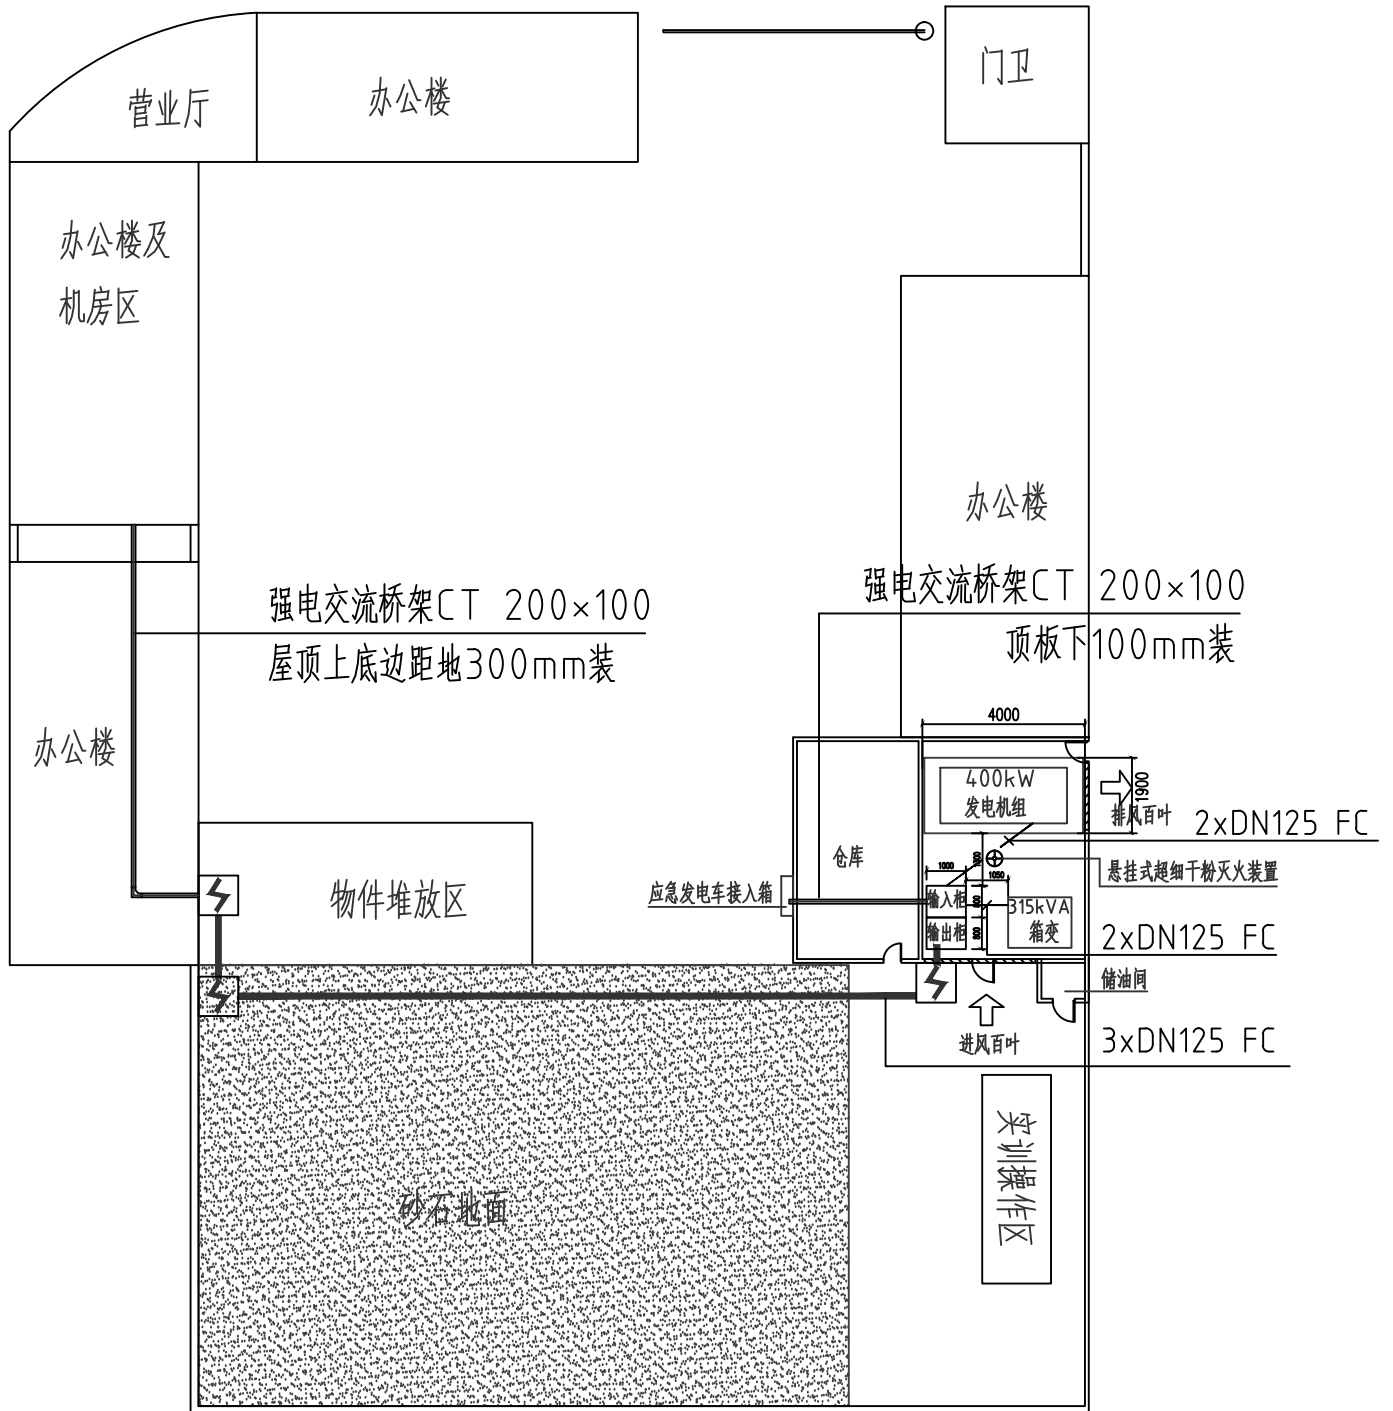 门卫
营业厅
办公楼
办公楼及
机房区
办公楼
强电交流桥架CT 200×100
屋顶上底边距地300mm装
强电交流桥架CT 200×100
顶板下100mm装
办公楼
4000
400kW
发电机组
1900
排风百叶
2xDN125 FC
仓库
悬挂式超细干粉灭火装置
物件堆放区
应急发电车接入箱
1000
1050
输入柜
800
315kVA
箱变
输出柜
800
2xDN125 FC
储油间
进风百叶
3xDN125 FC
实训操作区
砂石地面